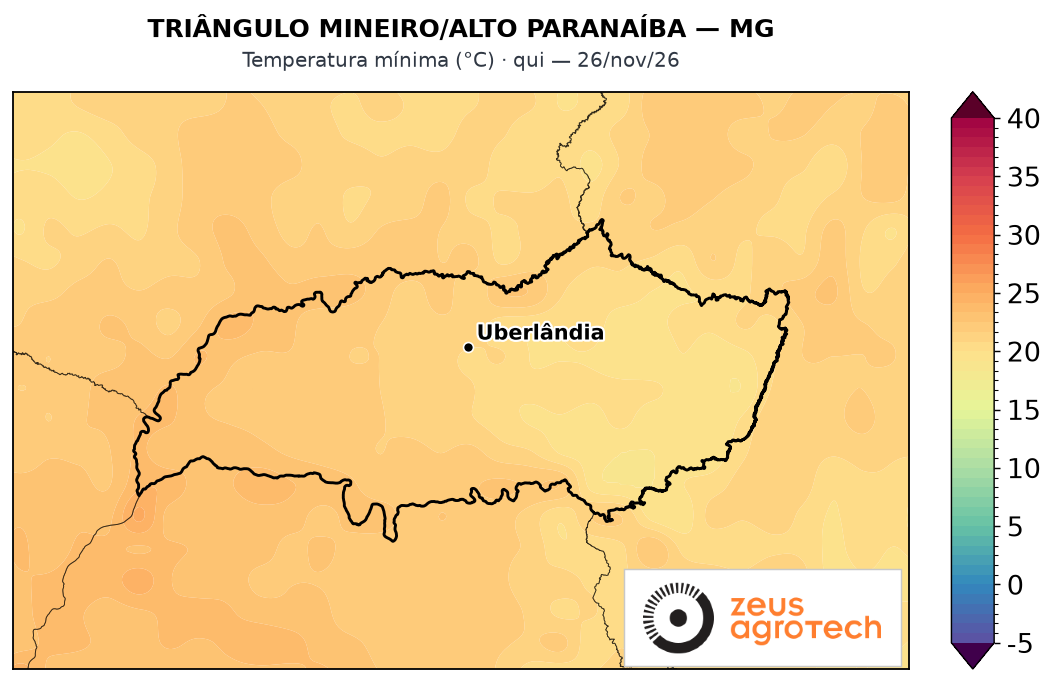 TRIÂNGULO MINEIRO/ALTO PARANAÍBA — MG
Temperatura mínima (°C) · qui — 26/nov/26
Uberlândia
40
35
30
25
20
15
10
5
0
-5
zeus
agrotech